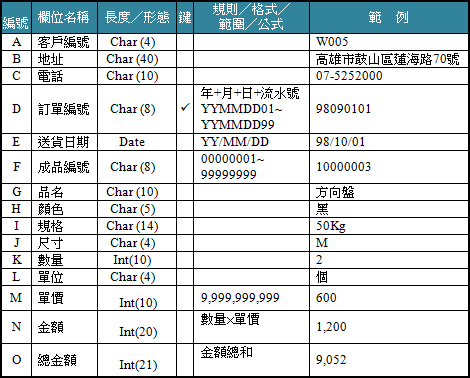 編號 欄位名稱 長度／形態 鍵 規則／格式／範圍／公式 範 例
A 客戶編號 Char (4) W005
B 地址 Char (40) 高雄市鼓山區蓮海路70號
C 電話 Char (10) 07-5252000
D 訂單編號 Char (8) ✓ 年+月+日+流水號 YYMMDD01~ YYMMDD99 98090101
E 送貨日期 Date YY/MM/DD 98/10/01
F 成品編號 Char (8) 00000001~ 99999999 10000003
G 品名 Char (10) 方向盤
H 顏色 Char (5) 黑
I 規格 Char (14) 50Kg
J 尺寸 Char (4) M
K 數量 Int(10) 2
L 單位 Char (4) 個
M 單價 Int(10) 9,999,999,999 600
N 金額 Int(20) 數量×單價 1,200
O 總金額 Int(21) 金額總和 9,052